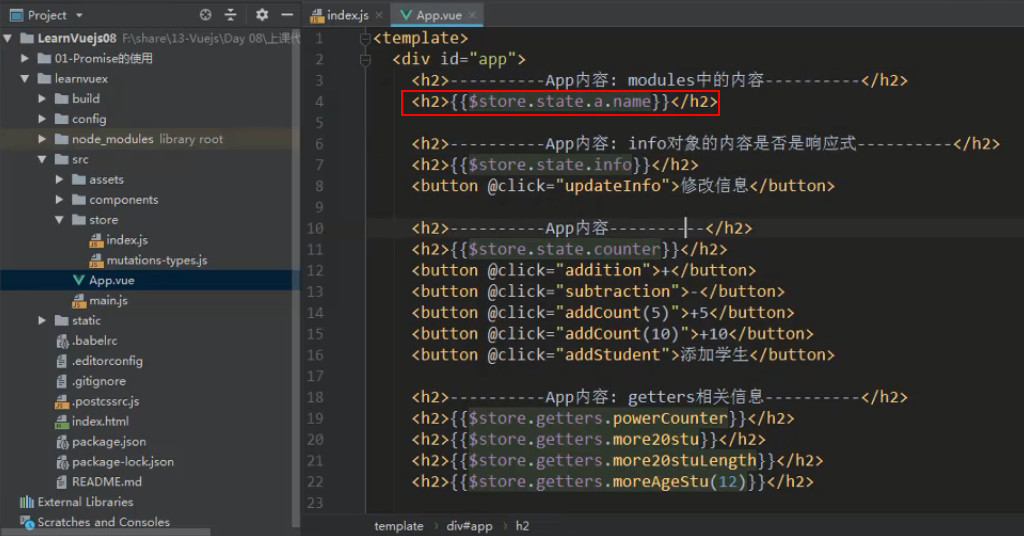 Project
index.js
App.vue
LearnVuejs08 F:\share\13-Vuejs\Day 08\上课代
01-Promise的使用
learnvuex
build
config
node_modules library root
src
assets
components
store
index.js
mutations-types.js
App.vue
main.js
static
.babelrc
.editorconfig
.gitignore
.postcssrc.js
index.html
package.json
package-lock.json
README.md
External Libraries
Scratches and Consoles
1 <template>
2 <div id="app">
3 <h2>----------App内容: modules中的内容----------</h2>
4 <h2>{{$store.state.a.name}}</h2>
5
6 <h2>----------App内容: info对象的内容是否是响应式----------</h2>
7 <h2>{{$store.state.info}}</h2>
8 <button @click="updateInfo">修改信息</button>
9
10 <h2>----------App内容----------</h2>
11 <h2>{{$store.state.counter}}</h2>
12 <button @click="addition">+</button>
13 <button @click="subtraction">-</button>
14 <button @click="addCount(5)">+5</button>
15 <button @click="addCount(10)">+10</button>
16 <button @click="addStudent">添加学生</button>
17
18 <h2>----------App内容: getters相关信息----------</h2>
19 <h2>{{$store.getters.powerCounter}}</h2>
20 <h2>{{$store.getters.more20stu}}</h2>
21 <h2>{{$store.getters.more20stuLength}}</h2>
22 <h2>{{$store.getters.moreAgeStu(12)}}</h2>
23
template › div#app › h2